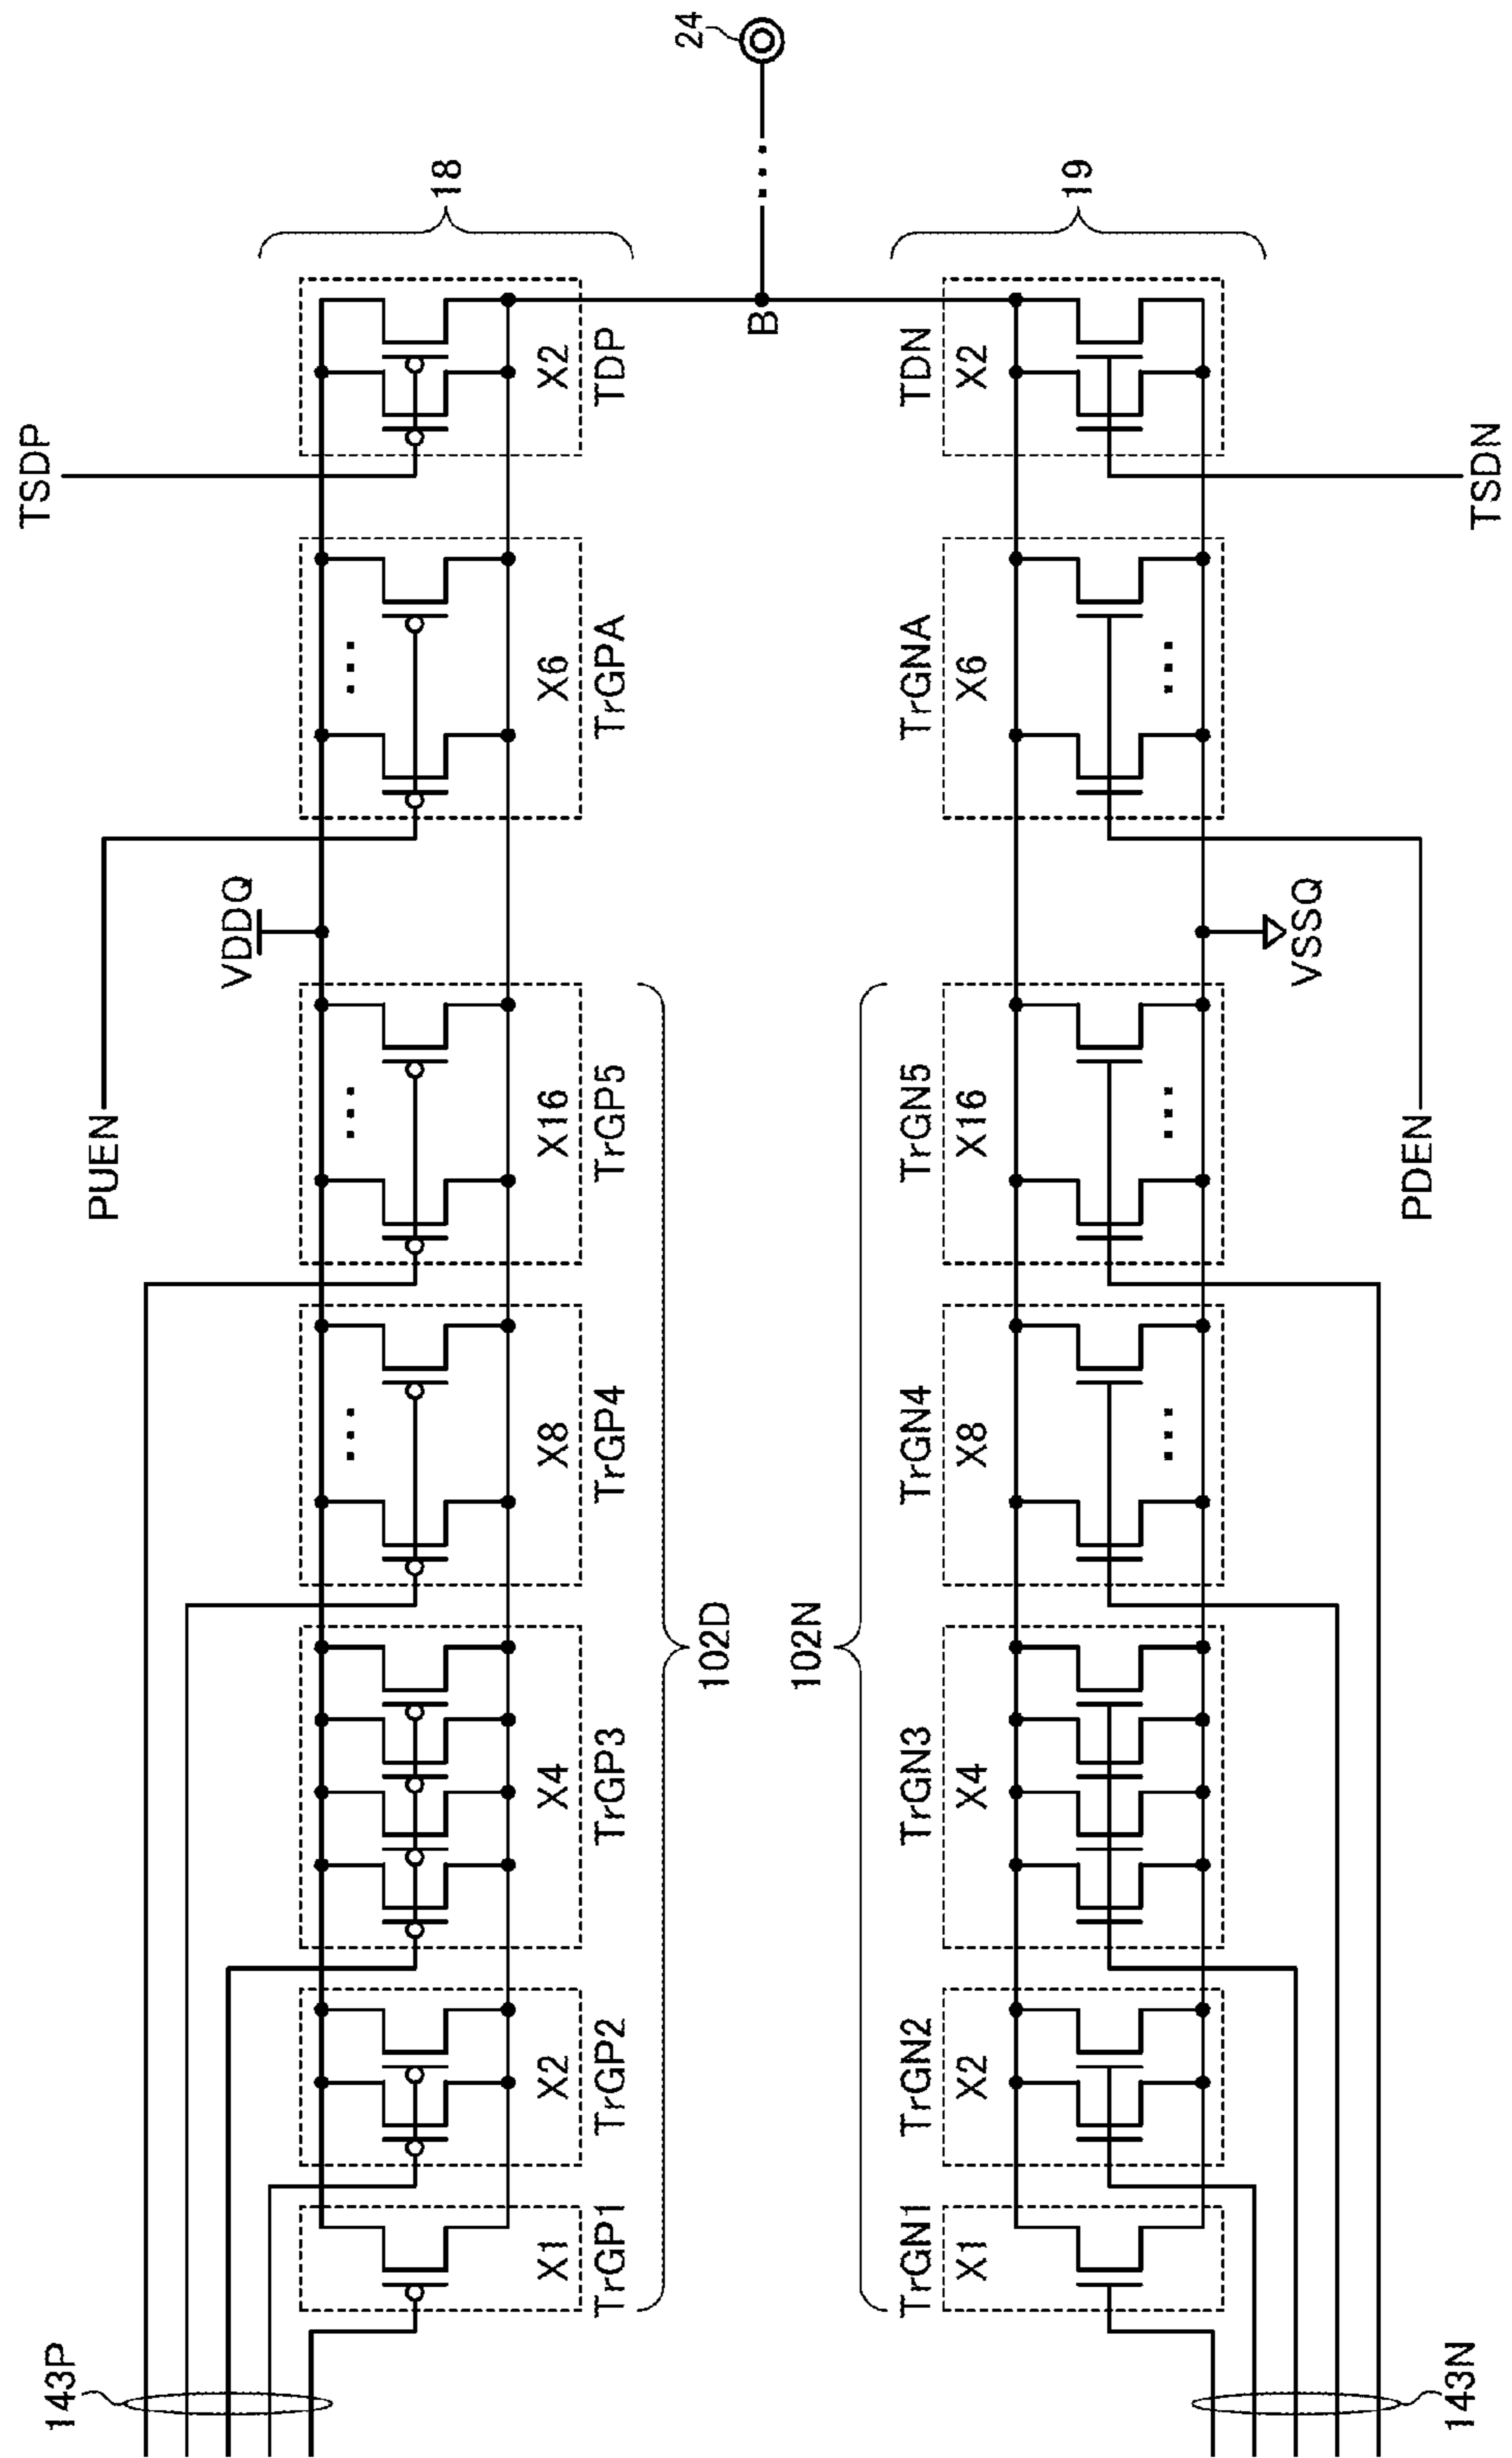 143P
PUEN
TSDP
VDDQ
18
X1
X2
X4
X8
X16
X6
X2
TrGP1
TrGP2
TrGP3
TrGP4
TrGP5
TrGPA
TDP
102D
24
B
102N
TrGN1
TrGN2
TrGN3
TrGN4
TrGN5
TrGNA
TDN
X1
X2
X4
X8
X16
X6
X2
19
VSSQ
143N
PDEN
TSDN